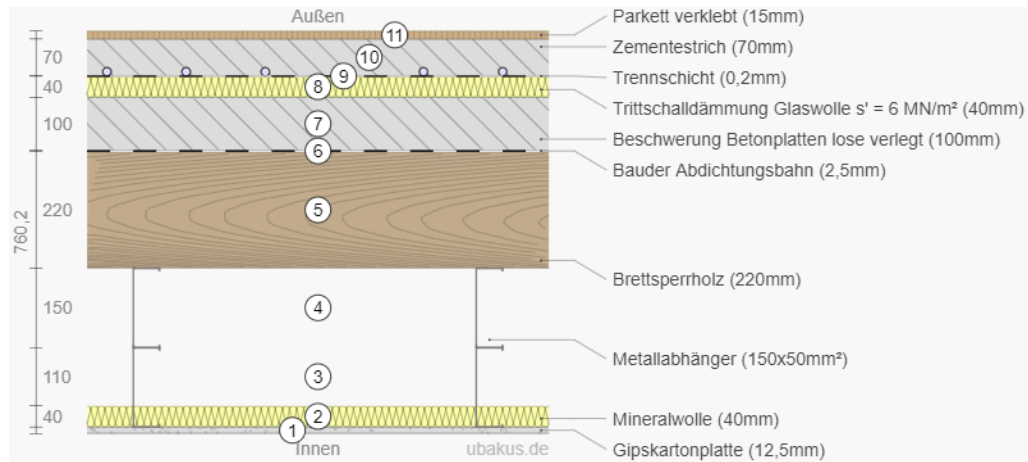 Außen
Parkett verklebt (15mm)
11
70
10
Zementestrich (70mm)
9
Trennschicht (0,2mm)
40
8
Trittschalldämmung Glaswolle s' = 6 MN/m² (40mm)
100
7
Beschwerung Betonplatten lose verlegt (100mm)
6
Bauder Abdichtungsbahn (2,5mm)
760,2
220
5
Brettsperrholz (220mm)
150
4
Metallabhänger (150x50mm²)
110
3
40
2
Mineralwolle (40mm)
1
Innen
ubakus.de
Gipskartonplatte (12,5mm)